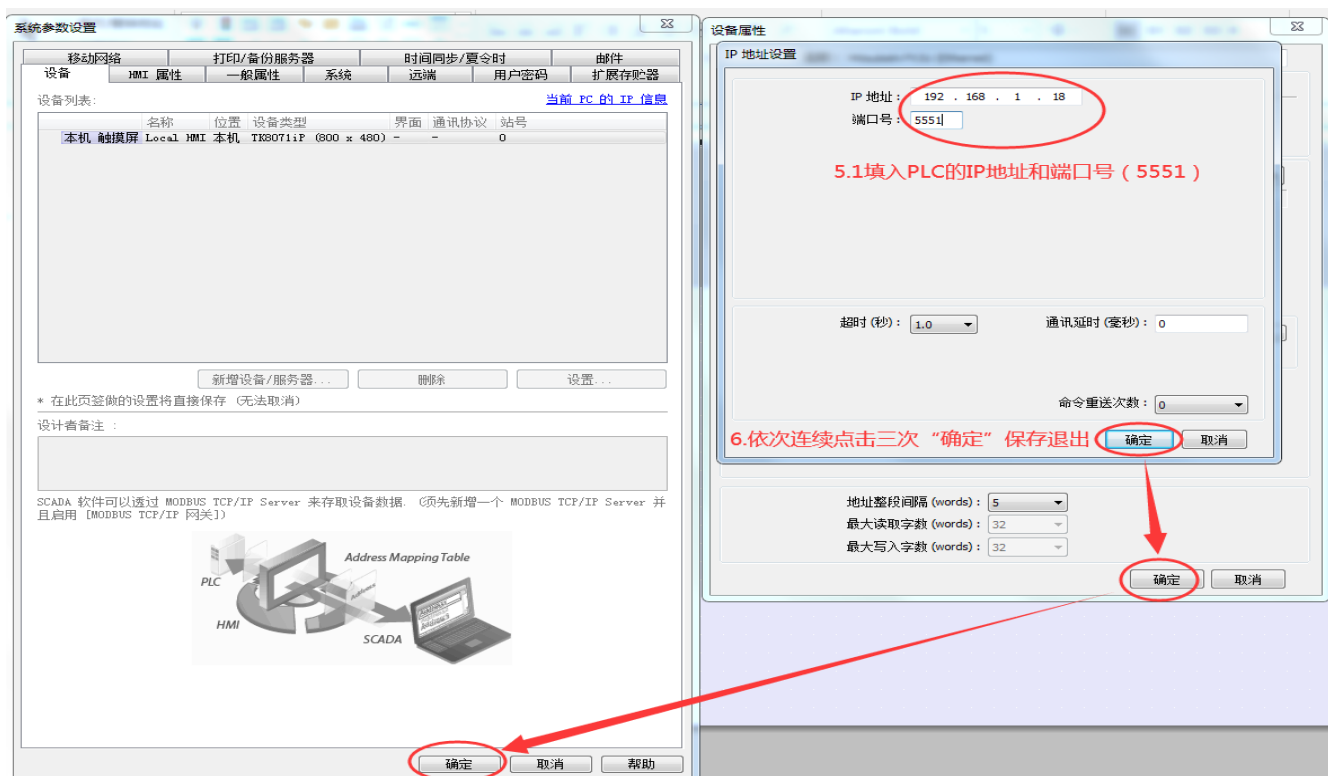 系统参数设置
移动网络 打印/备份服务器 时间同步/夏令时 邮件
设备 HMI 属性 一般属性 系统 远端 用户密码 扩展存贮器
设备列表: 当前 PC 的 IP 信息
名称 位置 设备类型 界面 通讯协议 站号
本机 触摸屏 Local HMI 本机 TK8071iP (800 x 480) - - 0
新增设备/服务器... 删除 设置...
* 在此页签做的设置将直接保存 (无法取消)
设计者备注 :
SCADA 软件可以透过 MODBUS TCP/IP Server 来存取设备数据. (须先新增一个 MODBUS TCP/IP Server 并
且启用 [MODBUS TCP/IP 网关])
Address Mapping Table
PLC
Address
HMI
SCADA
确定 取消 帮助
设备属性
IP 地址设置
IP 地址: 192 . 168 . 1 . 18
端口号: 5551
5.1填入PLC的IP地址和端口号（5551）
超时 (秒): 1.0 通讯延时 (毫秒): 0
命令重送次数: 0
6.依次连续点击三次“确定”保存退出 确定 取消
地址整段间隔 (words): 5
最大读取字数 (words): 32
最大写入字数 (words): 32
确定 取消